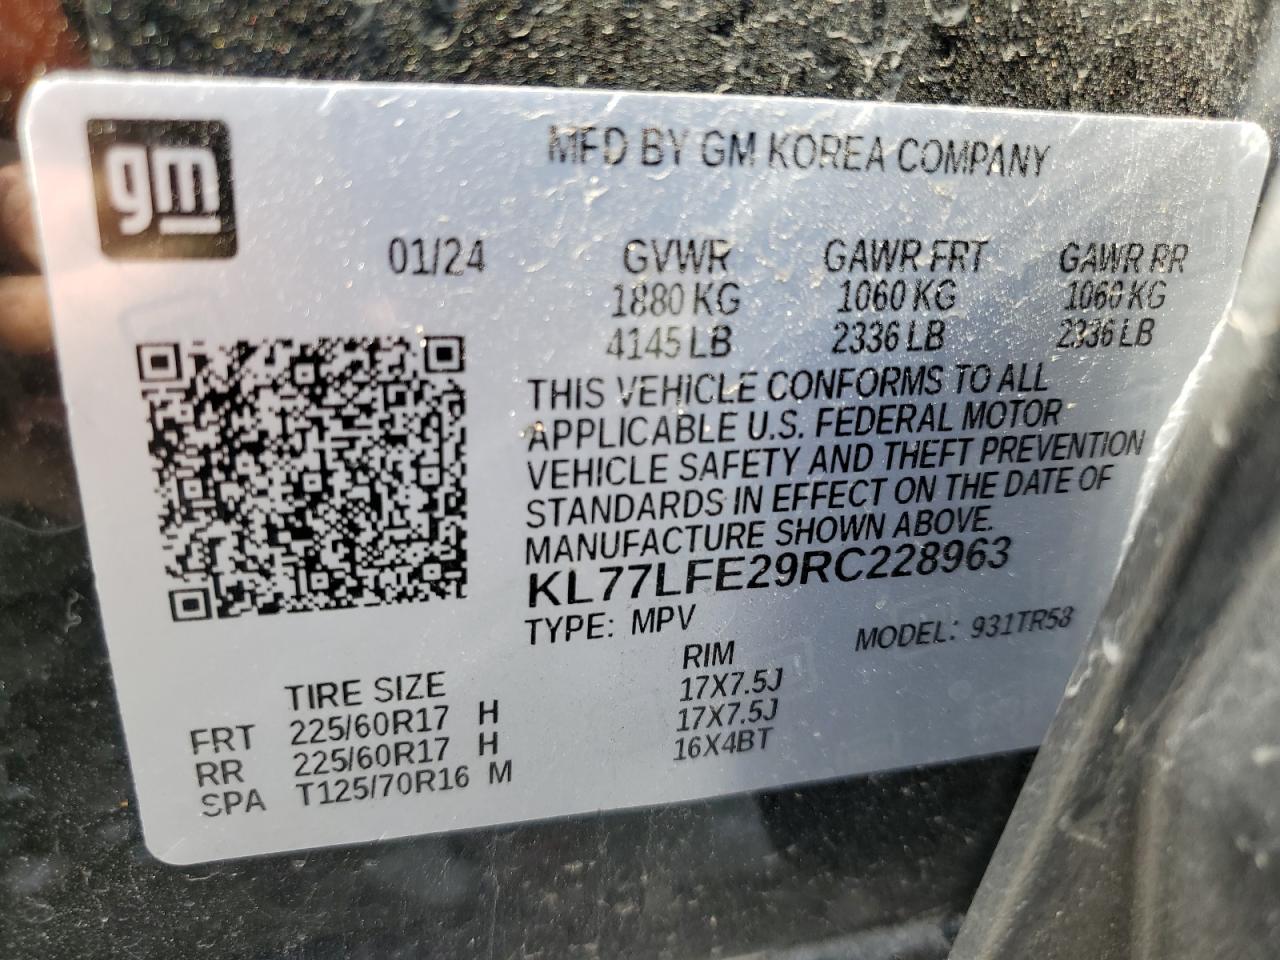 gm
MFD BY GM KOREA COMPANY
01/24
GVWR GAWR FRT GAWR RR
1880 KG 1060 KG 1060 KG
4145 LB 2336 LB 2336 LB
THIS VEHICLE CONFORMS TO ALL
APPLICABLE U.S. FEDERAL MOTOR
VEHICLE SAFETY AND THEFT PREVENTION
STANDARDS IN EFFECT ON THE DATE OF
MANUFACTURE SHOWN ABOVE.
KL77LFE29RC228963
TYPE: MPV MODEL: 931TR58
TIRE SIZE RIM
FRT 225/60R17 H 17X7.5J
RR 225/60R17 H 17X7.5J
SPA T125/70R16 M 16X4BT